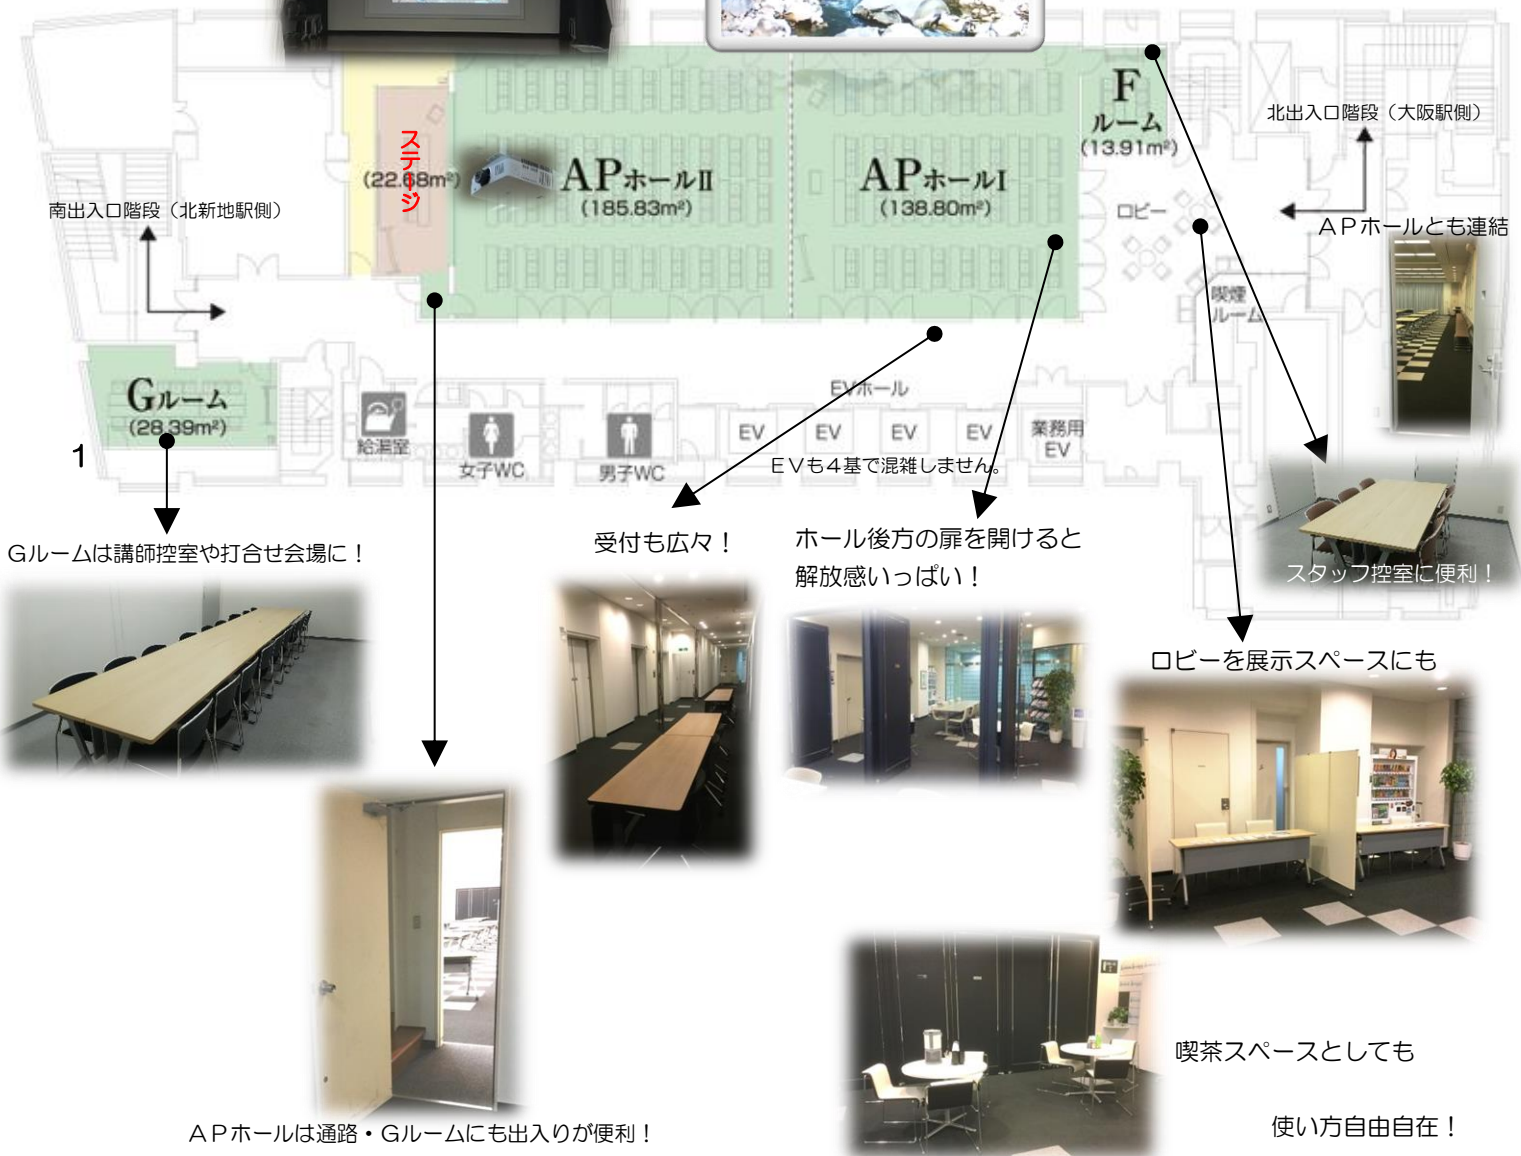 F
ルーム
(13.91m²)
北出入口階段（大阪駅側）
ステージ
(22.68m²)
APホールⅡ
(185.83m²)
APホールⅠ
(138.80m²)
南出入口階段（北新地駅側）
ロビー
ＡＰホールとも連結
喫煙
ルーム
Gルーム
(28.39m²)
EVホール
給湯室
女子WC
男子WC
EV
EV
EV
EV
業務用
EV
1
ＥＶも４基で混雑しません。
Ｇルームは講師控室や打合せ会場に！
受付も広々！
ホール後方の扉を開けると
解放感いっぱい！
スタッフ控室に便利！
ロビーを展示スペースにも
喫茶スペースとしても
ＡＰホールは通路・Ｇルームにも出入りが便利！
使い方自由自在！